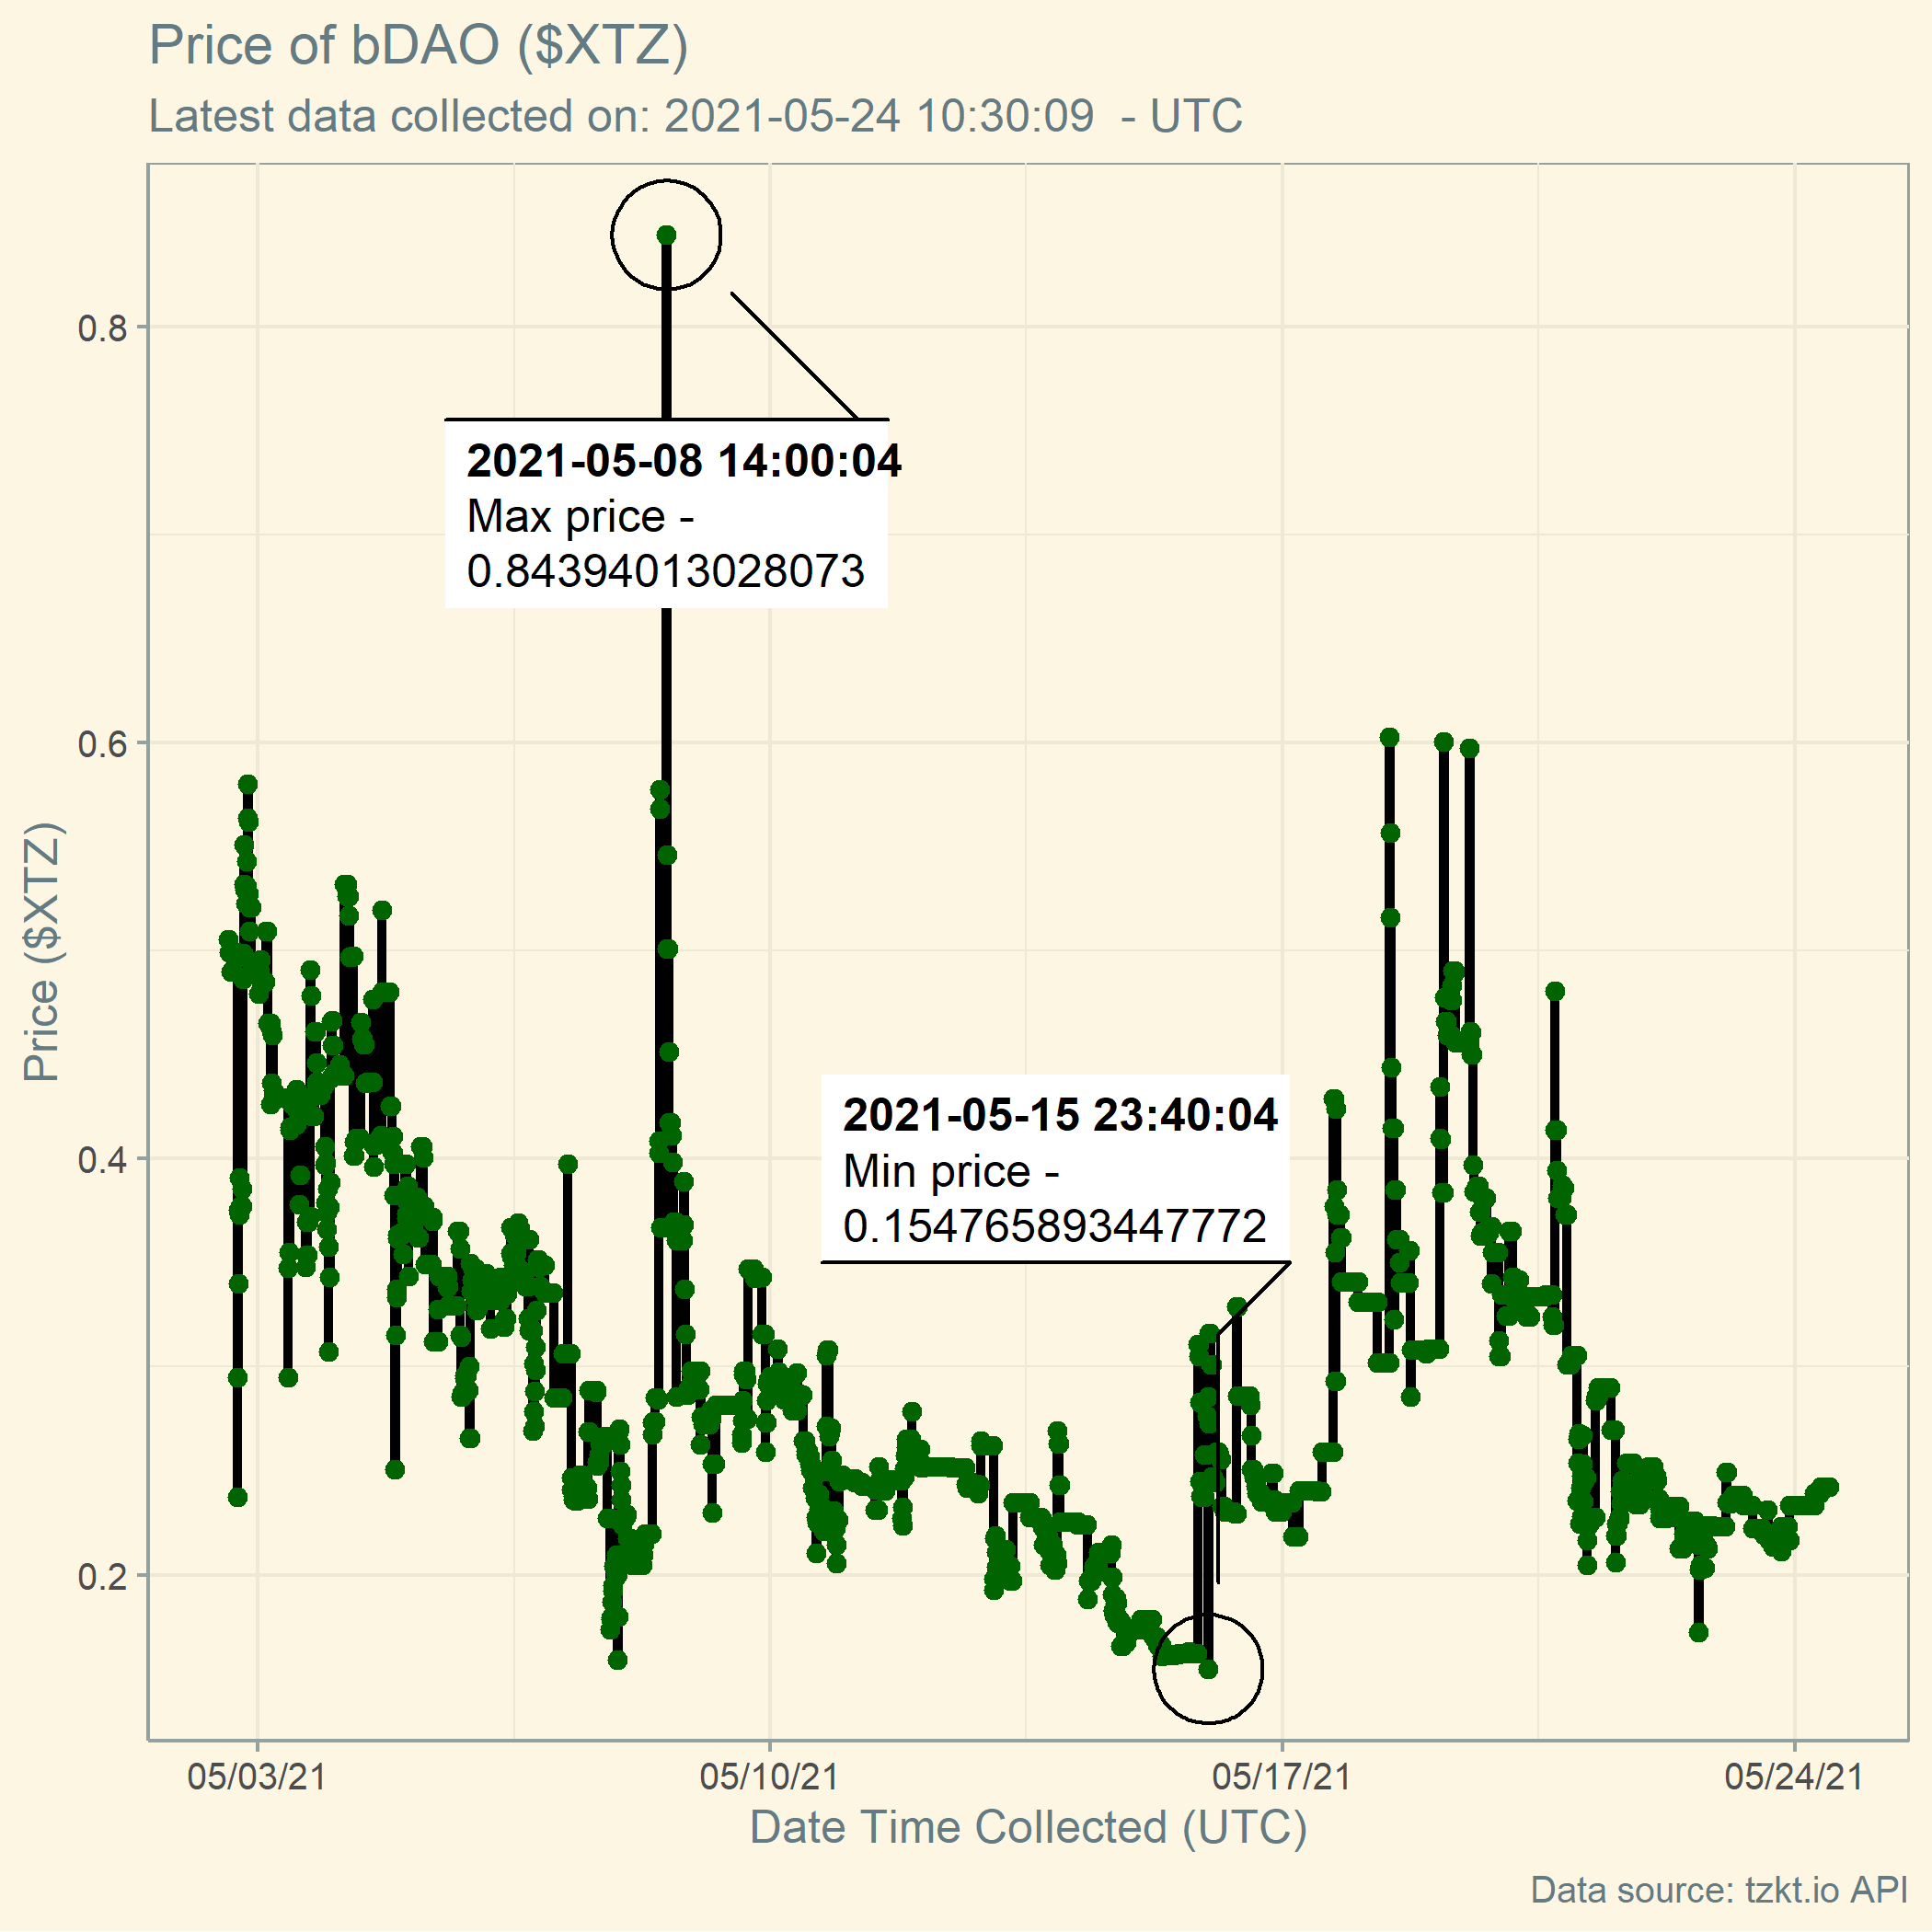 Price of bDAO ($XTZ)
Latest data collected on: 2021-05-24 10:30:09  - UTC
0.8
0.6
0.4
0.2
Price ($XTZ)
2021-05-08 14:00:04
Max price -
0.84394013028073
2021-05-15 23:40:04
Min price -
0.154765893447772
05/03/21 05/10/21 05/17/21 05/24/21
Date Time Collected (UTC)
Data source: tzkt.io API